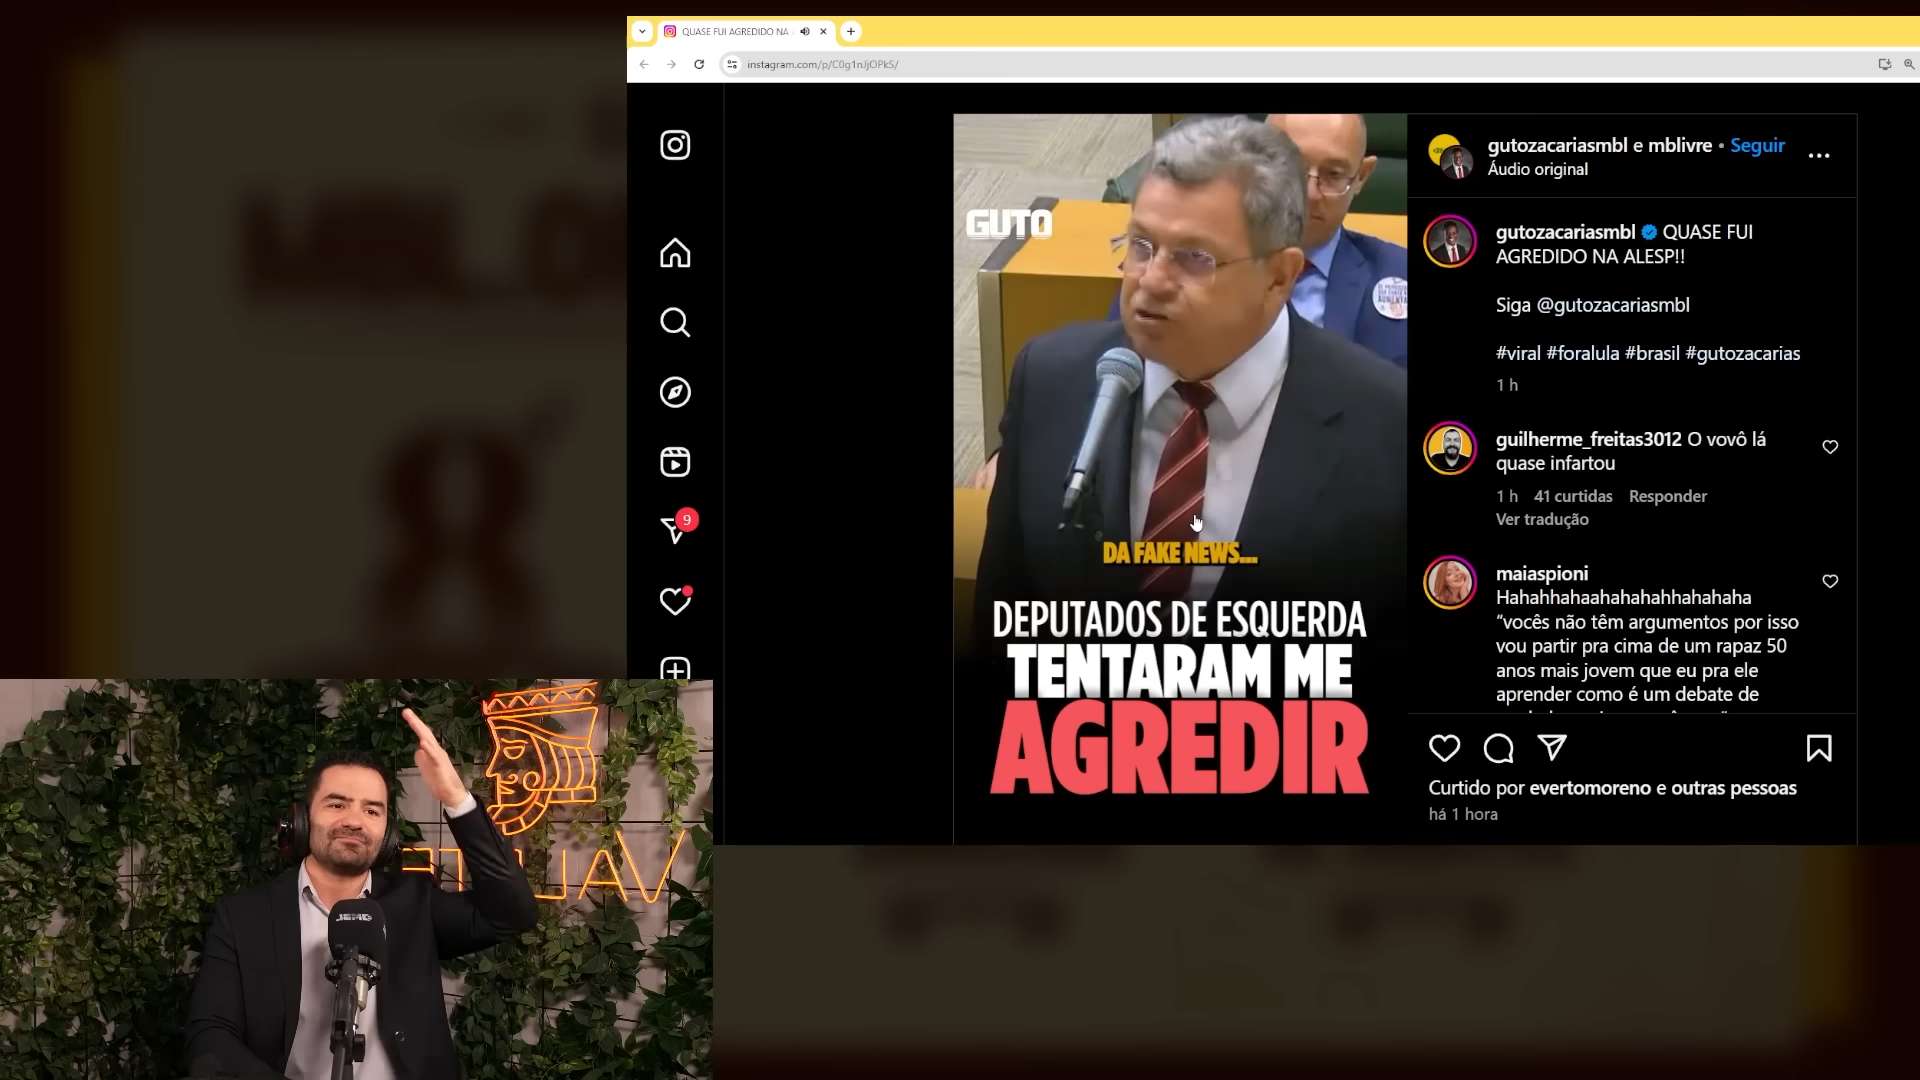 QUASE FUI AGREDIDO NA
instagram.com/p/C0g1nJjOPkS/
GUTO
DA FAKE NEWS...
DEPUTADOS DE ESQUERDA
TENTARAM ME
AGREDIR
gutozacariasmbl e mblivre • Seguir
Áudio original
gutozacariasmbl QUASE FUI
AGREDIDO NA ALESP!!
Siga @gutozacariasmbl
#viral #foralula #brasil #gutozacarias
1 h
guilherme_freitas3012 O vovô lá
quase infartou
1 h 41 curtidas Responder
Ver tradução
maiaspioni
Hahahhahaahahahahhahahaha
“vocês não têm argumentos por isso
vou partir pra cima de um rapaz 50
anos mais jovem que eu pra ele
aprender como é um debate de
Curtido por evertomoreno e outras pessoas
há 1 hora
9
JEMG